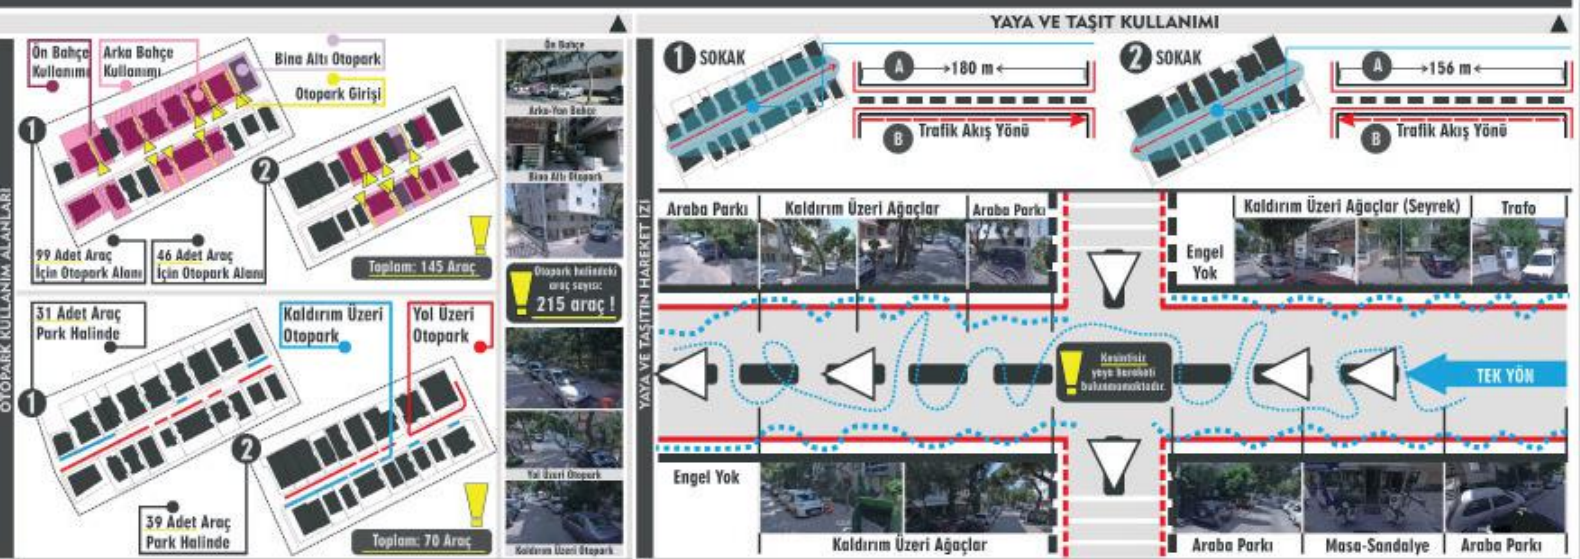 YAYA VE TAŞIT KULLANIMI
OTOPARK KULLANIM ALANLARI
Ön Bahçe
Kullanımı
Arka Bahçe
Kullanımı
Bina Altı Otopark
Otopark Girişi
1
2
99 Adet Araç
İçin Otopark Alanı
46 Adet Araç
İçin Otopark Alanı
Toplam: 145 Araç
31 Adet Araç
Park Halinde
Kaldırım Üzeri
Otopark
Yol Üzeri
Otopark
1
2
39 Adet Araç
Park Halinde
Toplam: 70 Araç
Ön Bahçe
Arka-Yan Bahçe
Bina Altı Otopark
Otopark halindeki
araç sayısı:
215 araç !
Yol Üzeri Otopark
Kaldırım Üzeri Otopark
YAYA VE TAŞITIN HAREKET İZİ
1 SOKAK
A
180 m
B
Trafik Akış Yönü
2 SOKAK
A
156 m
B
Trafik Akış Yönü
Araba Parkı
Kaldırım Üzeri Ağaçlar
Araba Parkı
Engel
Yok
Kaldırım Üzeri Ağaçlar (Seyrek)
Trafo
Kesintisiz
yaya hareketi
bulunmamaktadır.
TEK YÖN
Engel Yok
Kaldırım Üzeri Ağaçlar
Araba Parkı
Masa-Sandalye
Araba Parkı